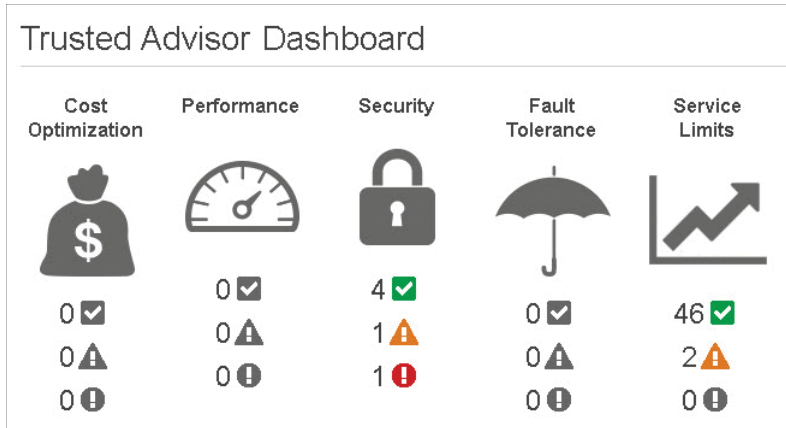 Trusted Advisor Dashboard
Cost
Optimization
Performance
Security
Fault
Tolerance
Service
Limits
$
0
0
0
0
0
0
4
1
1
0
0
0
46
2
0